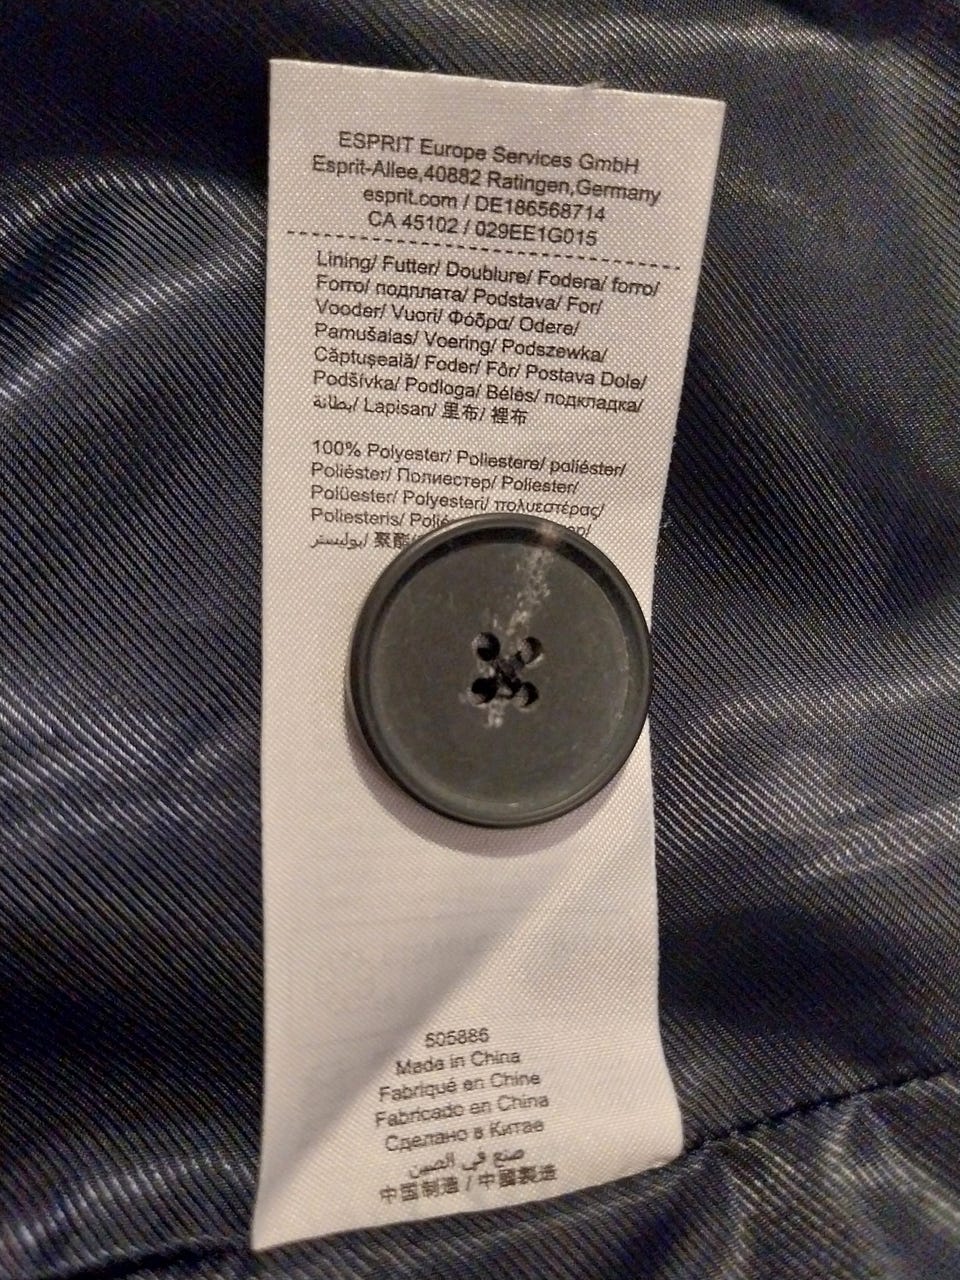 ESPRIT Europe Services GmbH
Esprit-Allee,40882 Ratingen,Germany
esprit.com / DE186568714
CA 45102 / 029EE1G015
Lining/ Futter/ Doublure/ Fodera/ forro/
Forro/ подплата/ Podstava/ For/
Vooder/ Vuori/ Φόδρα/ Odere/
Pamušalas/ Voering/ Podszewka/
Căptușeală/ Foder/ Fôr/ Postava Dole/
Podšívka/ Podloga/ Bélés/ подкладка/
بطانة/ Lapisan/ 里布/ 裡布
100% Polyester/ Poliestere/ poliéster/
Poliéster/ Полиестер/ Poliester/
Polüester/ Polyesteri/ πολυεστέρας/
Poliesteris/
بوليستر/ 聚酯
505886
Made in China
Fabriqué en Chine
Fabricado en China
Сделано в Китае
صنع في الصين
中国制造 / 中國製造